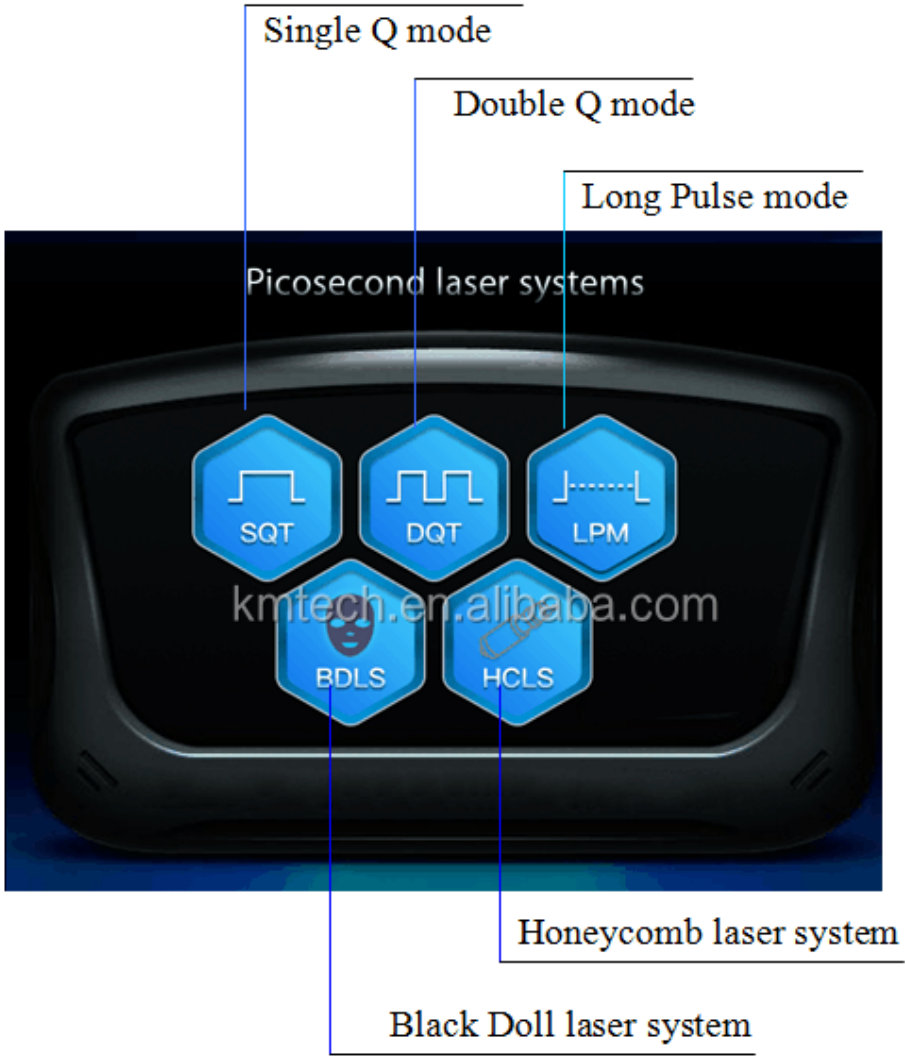 Single Q mode
Double Q mode
Long Pulse mode
Picosecond laser systems
SQT
DQT
LPM
kmtech.en.alibaba.com
BDLS
HCLS
Honeycomb laser system
Black Doll laser system